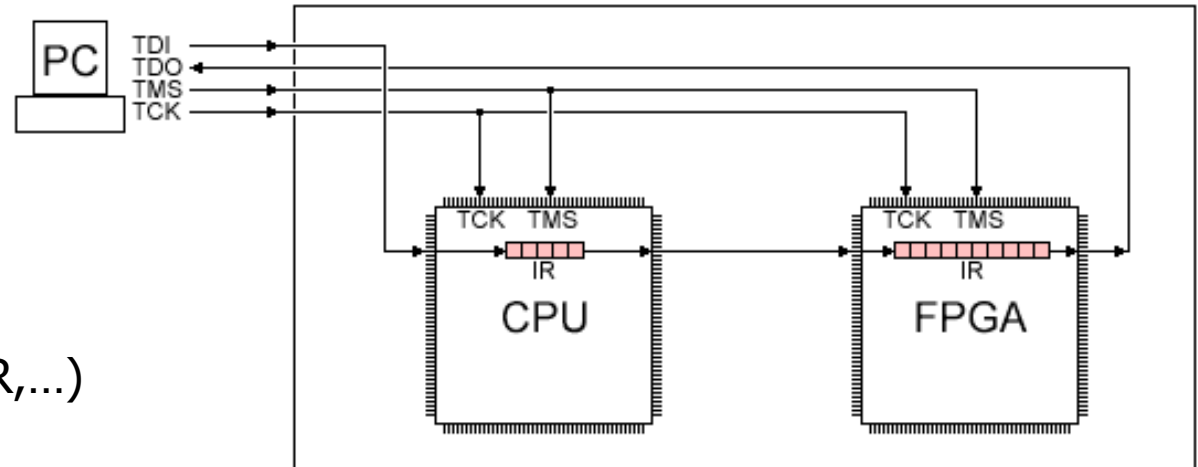 PC
TDI
TDO
TMS
TCK
TCK TMS
IR
CPU
TCK TMS
IR
FPGA
R,...)